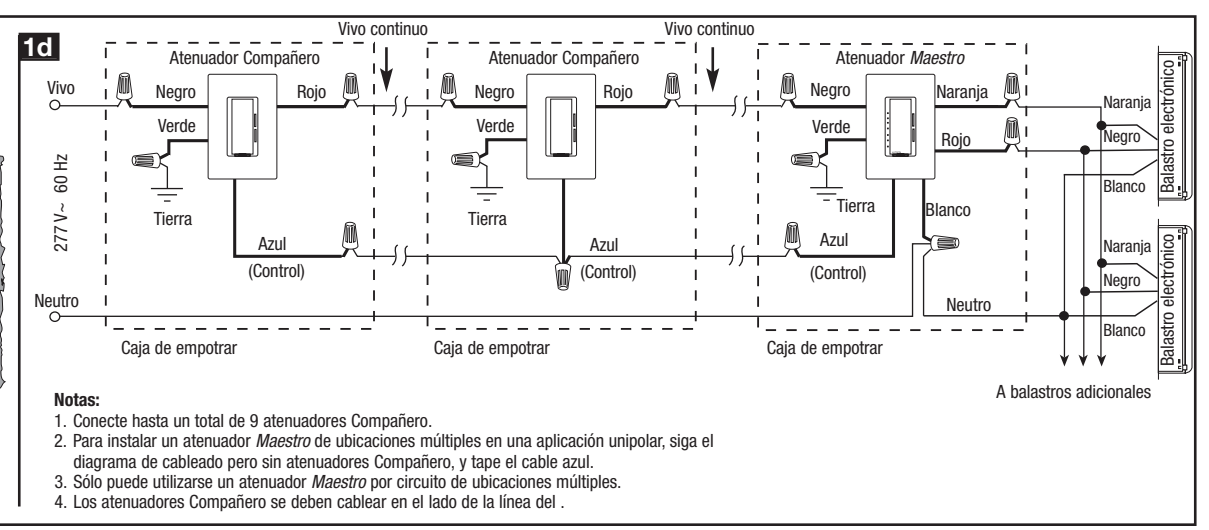 1d
Vivo continuo
Vivo continuo
Atenuador Compañero
Atenuador Compañero
Atenuador Maestro
Vivo
Negro
Rojo
Negro
Rojo
Negro
Naranja
Naranja
Verde
Verde
Verde
Rojo
Negro
Balastro electrónico
277 V~ 60 Hz
Tierra
Tierra
Tierra
Blanco
Blanco
Azul
(Control)
Azul
(Control)
Azul
(Control)
Naranja
Negro
Balastro electrónico
Neutro
Neutro
Blanco
Caja de empotrar
Caja de empotrar
Caja de empotrar
A balastros adicionales
Notas:
1. Conecte hasta un total de 9 atenuadores Compañero.
2. Para instalar un atenuador Maestro de ubicaciones múltiples en una aplicación unipolar, siga el
diagrama de cableado pero sin atenuadores Compañero, y tape el cable azul.
3. Sólo puede utilizarse un atenuador Maestro por circuito de ubicaciones múltiples.
4. Los atenuadores Compañero se deben cablear en el lado de la línea del .